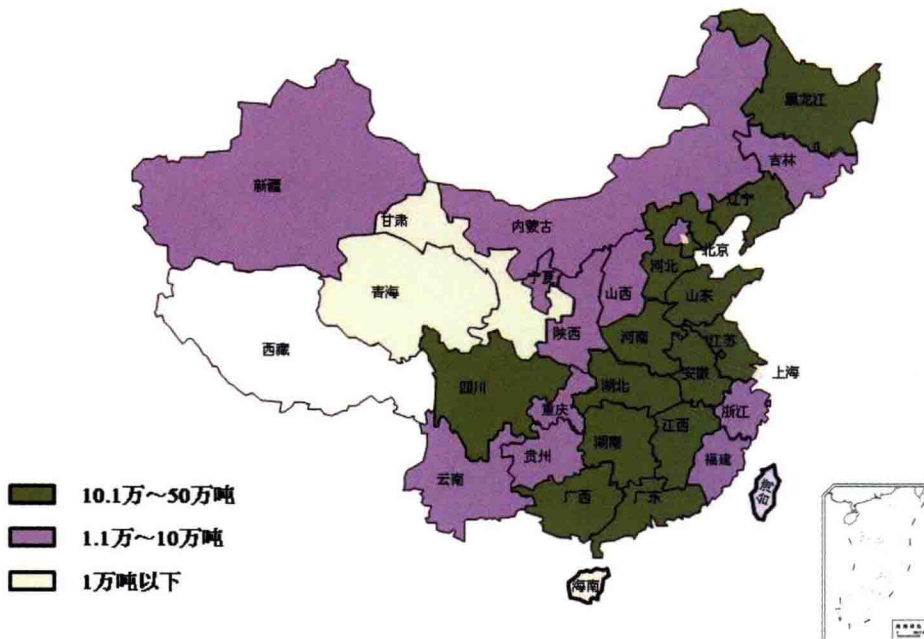 黑龙江
吉林
新疆
辽宁
甘肃
内蒙古
北京
河北
宁夏
山西
青海
山东
陕西
河南
江苏
西藏
上海
安徽
四川
湖北
重庆
浙江
江西
湖南
贵州
福建
云南
广西
广东
台湾
10.1万～50万吨
1.1万～10万吨
1万吨以下
海南